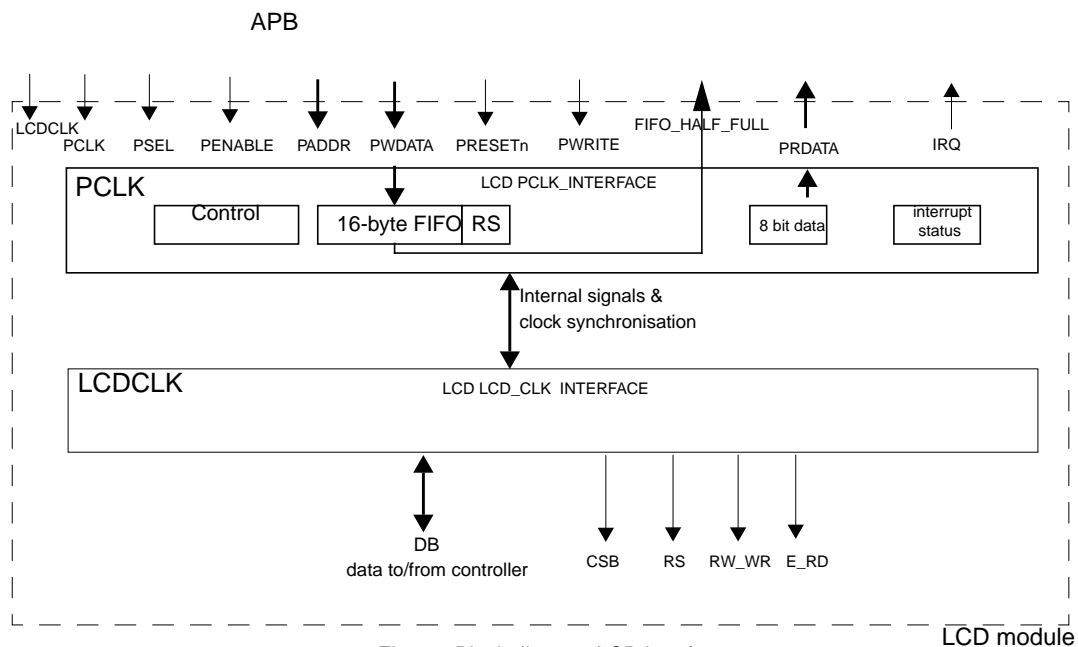 APB
LCDCLK
PCLK PSEL PENABLE PADDR PWDATA PRESETn PWRITE FIFO_HALF_FULL PRDATA IRQ
PCLK LCD PCLK_INTERFACE
Control 16-byte FIFO RS 8 bit data interrupt
status
Internal signals &
clock synchronisation
LCDCLK LCD LCD_CLK INTERFACE
DB
data to/from controller
CSB RS RW_WR E_RD
LCD module